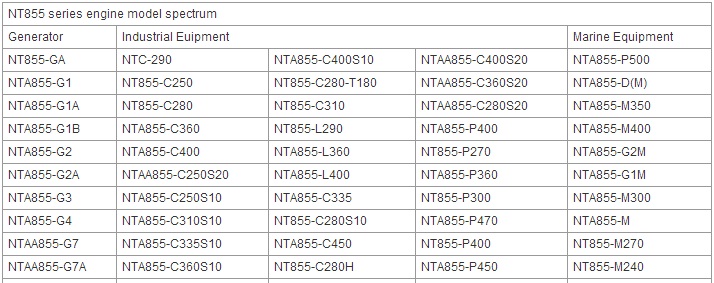 NT855 series engine model spectrum
Generator Industrial Euipment Marine Equipment
NT855-GA NTC-290 NTA855-C400S10 NTAA855-C400S20 NTA855-P500
NTA855-G1 NT855-C250 NT855-C280-T180 NTAA855-C360S20 NTA855-D(M)
NTA855-G1A NT855-C280 NT855-C310 NTAA855-C280S20 NTA855-M350
NTA855-G1B NTA855-C360 NT855-L290 NTA855-P400 NTA855-M400
NTA855-G2 NTA855-C400 NTA855-L360 NT855-P270 NTA855-G2M
NTA855-G2A NTAA855-C250S20 NTA855-L400 NTA855-P360 NTA855-G1M
NTA855-G3 NTA855-C250S10 NTA855-C335 NT855-P300 NTA855-M300
NTA855-G4 NTA855-C310S10 NT855-C280S10 NTA855-P470 NTA855-M
NTAA855-G7 NTA855-C335S10 NTA855-C450 NT855-P400 NT855-M270
NTAA855-G7A NTA855-C360S10 NT855-C280H NTA855-P450 NT855-M240